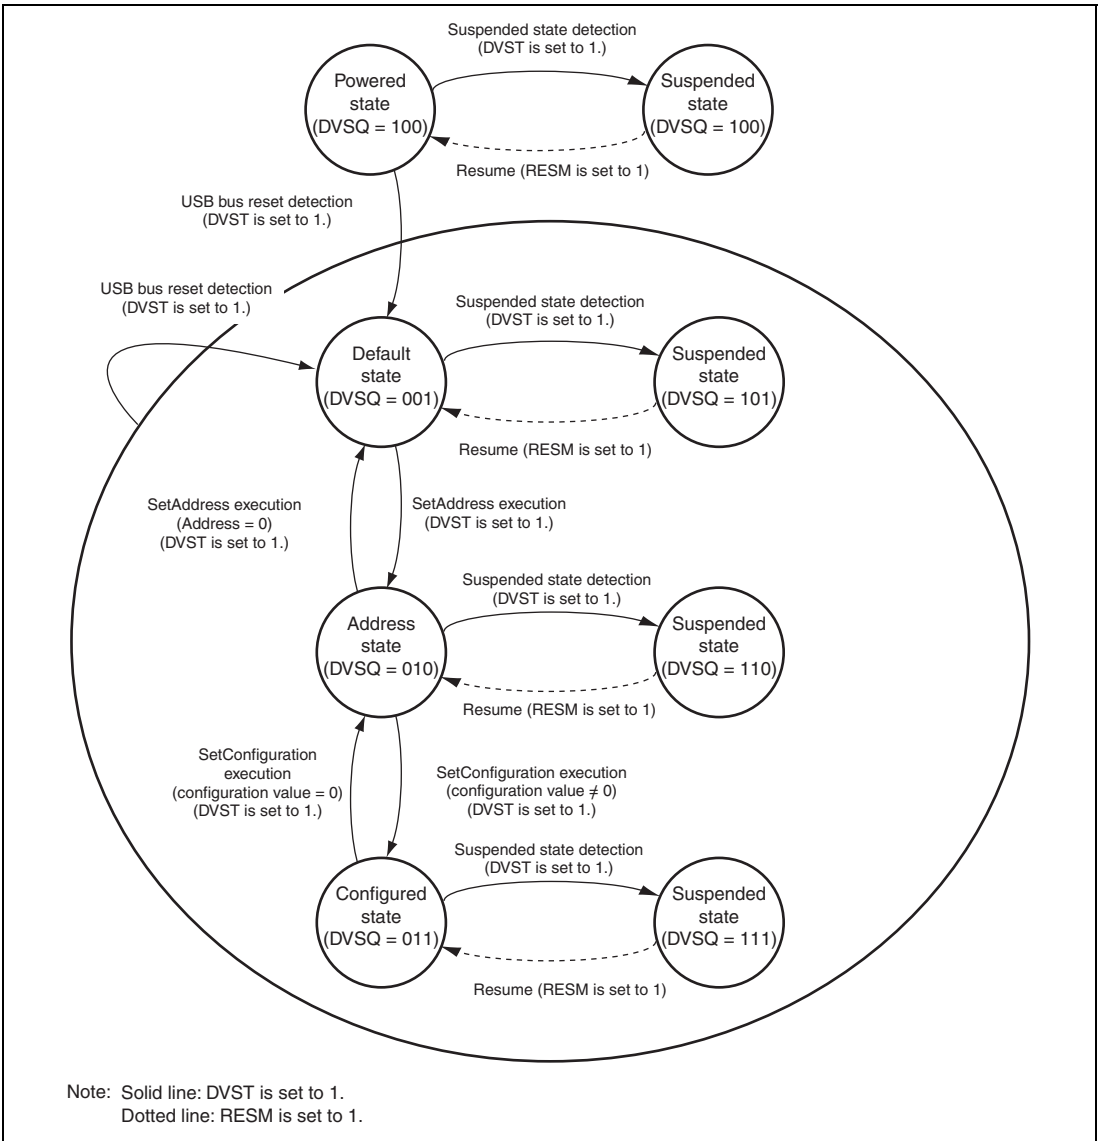 Suspended state detection
(DVST is set to 1.)
Powered
state
(DVSQ = 100)
Suspended
state
(DVSQ = 100)
Resume (RESM is set to 1)
USB bus reset detection
(DVST is set to 1.)
USB bus reset detection
(DVST is set to 1.)
Suspended state detection
(DVST is set to 1.)
Default
state
(DVSQ = 001)
Suspended
state
(DVSQ = 101)
Resume (RESM is set to 1)
SetAddress execution
(Address = 0)
(DVST is set to 1.)
SetAddress execution
(DVST is set to 1.)
Suspended state detection
(DVST is set to 1.)
Address
state
(DVSQ = 010)
Suspended
state
(DVSQ = 110)
Resume (RESM is set to 1)
SetConfiguration
execution
(configuration value = 0)
(DVST is set to 1.)
SetConfiguration execution
(configuration value ≠ 0)
(DVST is set to 1.)
Suspended state detection
(DVST is set to 1.)
Configured
state
(DVSQ = 011)
Suspended
state
(DVSQ = 111)
Resume (RESM is set to 1)
Note: Solid line: DVST is set to 1.
Dotted line: RESM is set to 1.